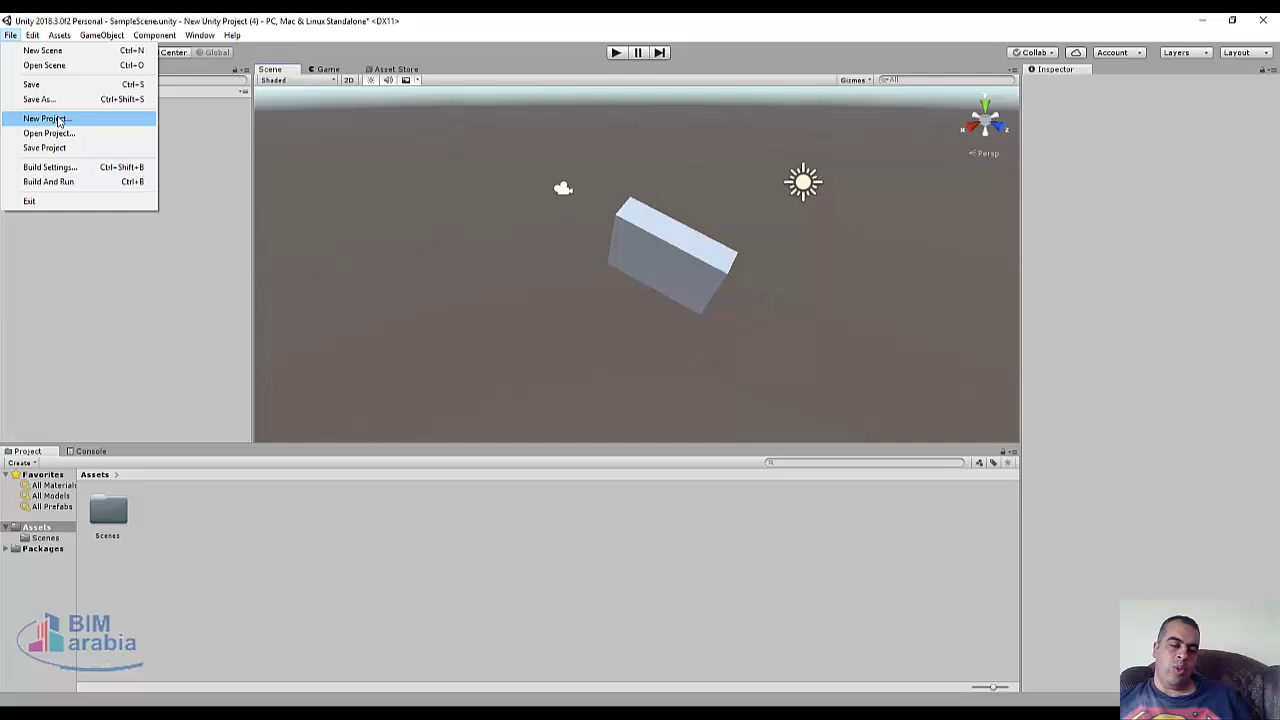 Unity 2018.3.0f2 Personal - SampleScene.unity - New Unity Project (4) - PC, Mac & Linux Standalone* <DX11>
File Edit Assets GameObject Component Window Help
Center Global Collab Account Layers Layout
New Scene Ctrl+N
Open Scene Ctrl+O
Save Ctrl+S
Save As... Ctrl+Shift+S
New Project...
Open Project...
Save Project
Build Settings... Ctrl+Shift+B
Build And Run Ctrl+B
Exit
Scene Game Asset Store
Shaded 2D Gizmos All
y
x z
Persp
Inspector
Project Console
Create
Favorites
All Materials
All Models
All Prefabs
Assets
Scenes
Packages
Assets >
Scenes
BIM
arabia